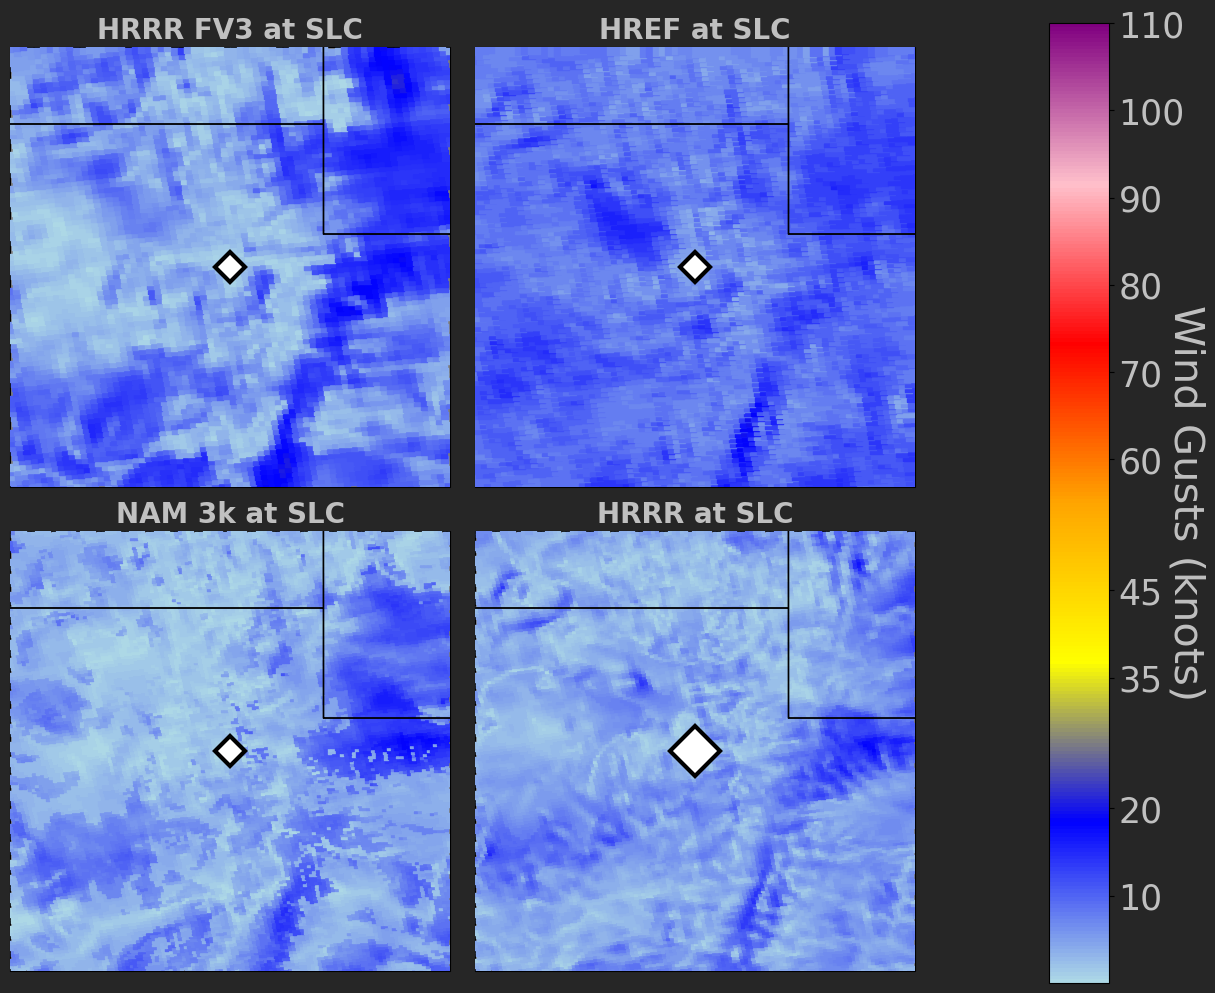 HRRR FV3 at SLC
HREF at SLC
NAM 3k at SLC
HRRR at SLC
110
100
90
80
70
60
45
35
20
10
Wind Gusts (knots)